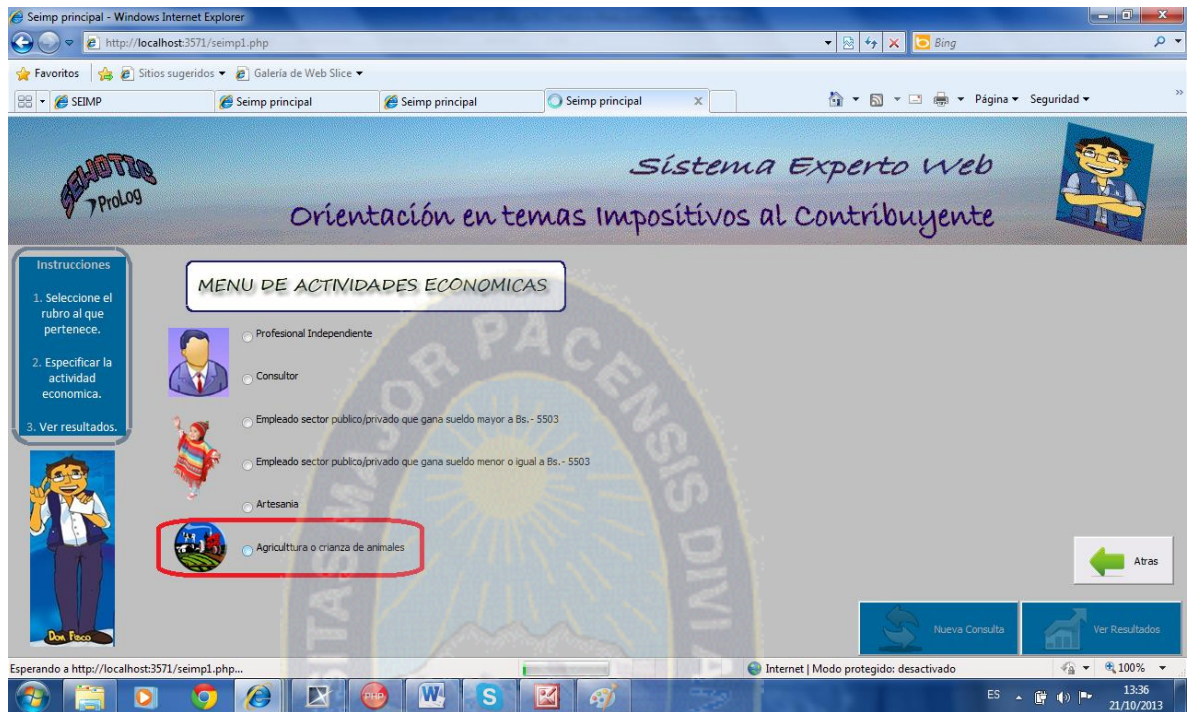 Seimp principal - Windows Internet Explorer
http://localhost:3571/seimp1.php
Bing
Favoritos
Sitios sugeridos
Galería de Web Slice
SEIMP
Seimp principal
Seimp principal
Seimp principal
Página
Seguridad
SEWOTIC
ProLog
Sistema Experto Web
Orientación en temas Impositivos al Contribuyente
Instrucciones
1. Seleccione el
rubro al que
pertenece.
2. Especificar la
actividad
economica.
3. Ver resultados.
Don Fisco
MENU DE ACTIVIDADES ECONOMICAS
Profesional Independiente
Consultor
Empleado sector publico/privado que gana sueldo mayor a Bs.- 5503
Empleado sector publico/privado que gana sueldo menor o igual a Bs.- 5503
Artesania
Agriculttura o crianza de animales
Atras
Nueva Consulta
Ver Resultados
Esperando a http://localhost:3571/seimp1.php...
Internet | Modo protegido: desactivado
100%
PHP
ES
13:36
21/10/2013